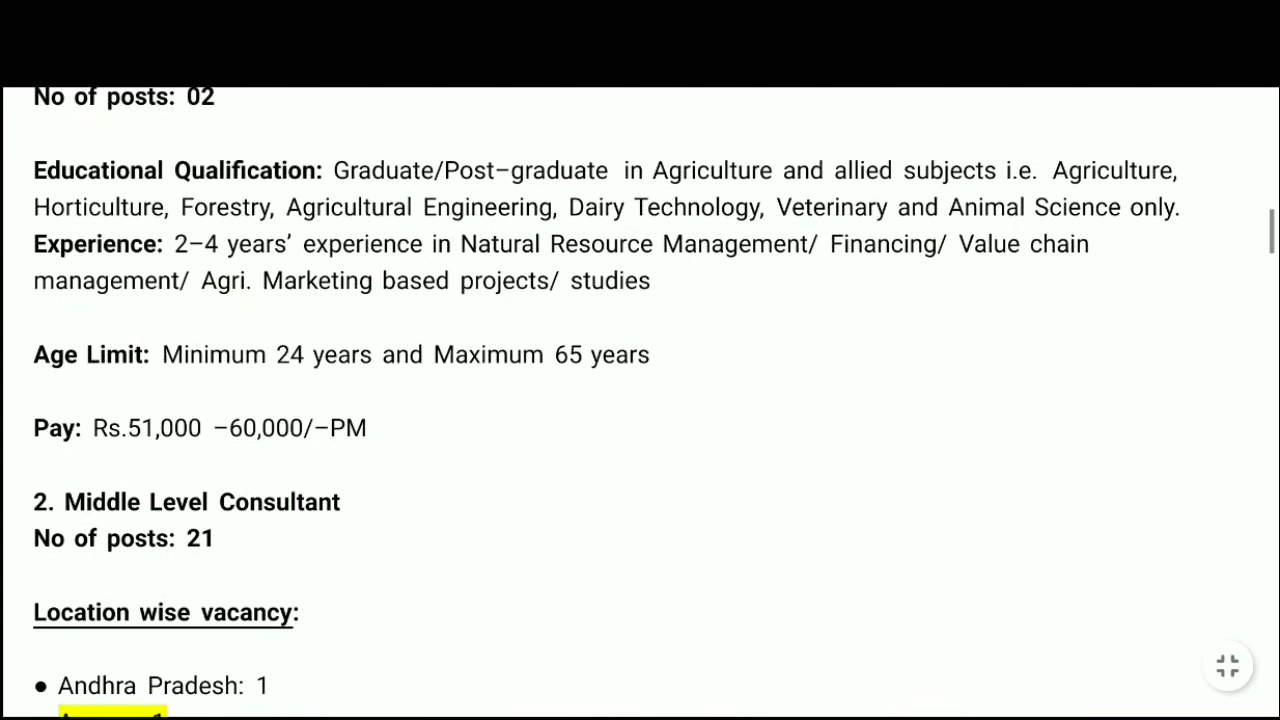 No of posts: 02
Educational Qualification: Graduate/Post–graduate in Agriculture and allied subjects i.e. Agriculture,
Horticulture, Forestry, Agricultural Engineering, Dairy Technology, Veterinary and Animal Science only.
Experience: 2–4 years’ experience in Natural Resource Management/ Financing/ Value chain
management/ Agri. Marketing based projects/ studies
Age Limit: Minimum 24 years and Maximum 65 years
Pay: Rs.51,000 –60,000/–PM
2. Middle Level Consultant
No of posts: 21
Location wise vacancy:
● Andhra Pradesh: 1